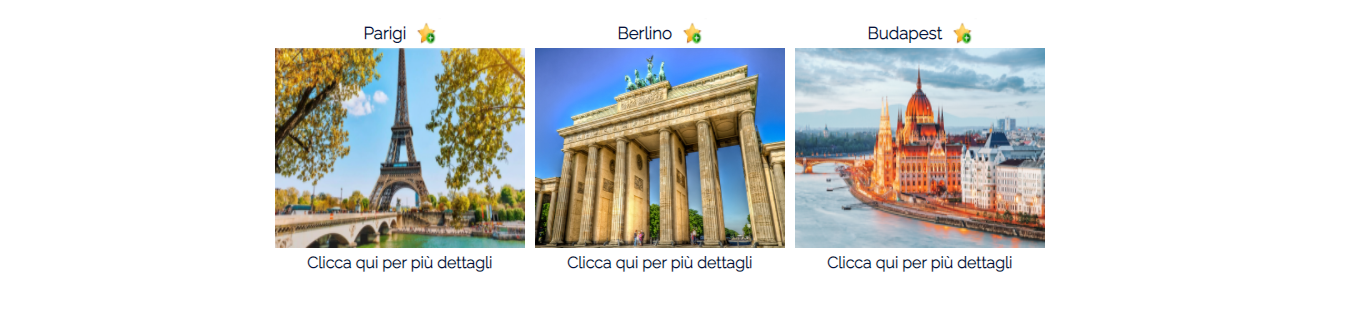 Parigi
Berlino
Budapest
Clicca qui per più dettagli
Clicca qui per più dettagli
Clicca qui per più dettagli